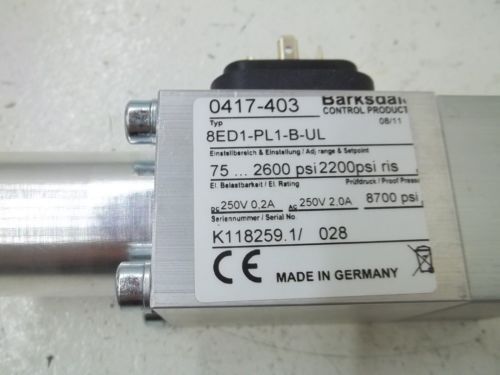 0417-403
Barksdal
CONTROL PRODUCT
Typ
08/11
8ED1-PL1-B-UL
Einstellbereich & Einstellung / Adj range & Setpoint
75 ... 2600 psi 2200psi ris
El. Belastbarkeit / El. Rating
Prüfdruck / Proof Pressu
DC 250V 0,2A AC 250V 2.0A 8700 psi
Seriennummer / Serial No.
K118259.1/ 028
CE MADE IN GERMANY